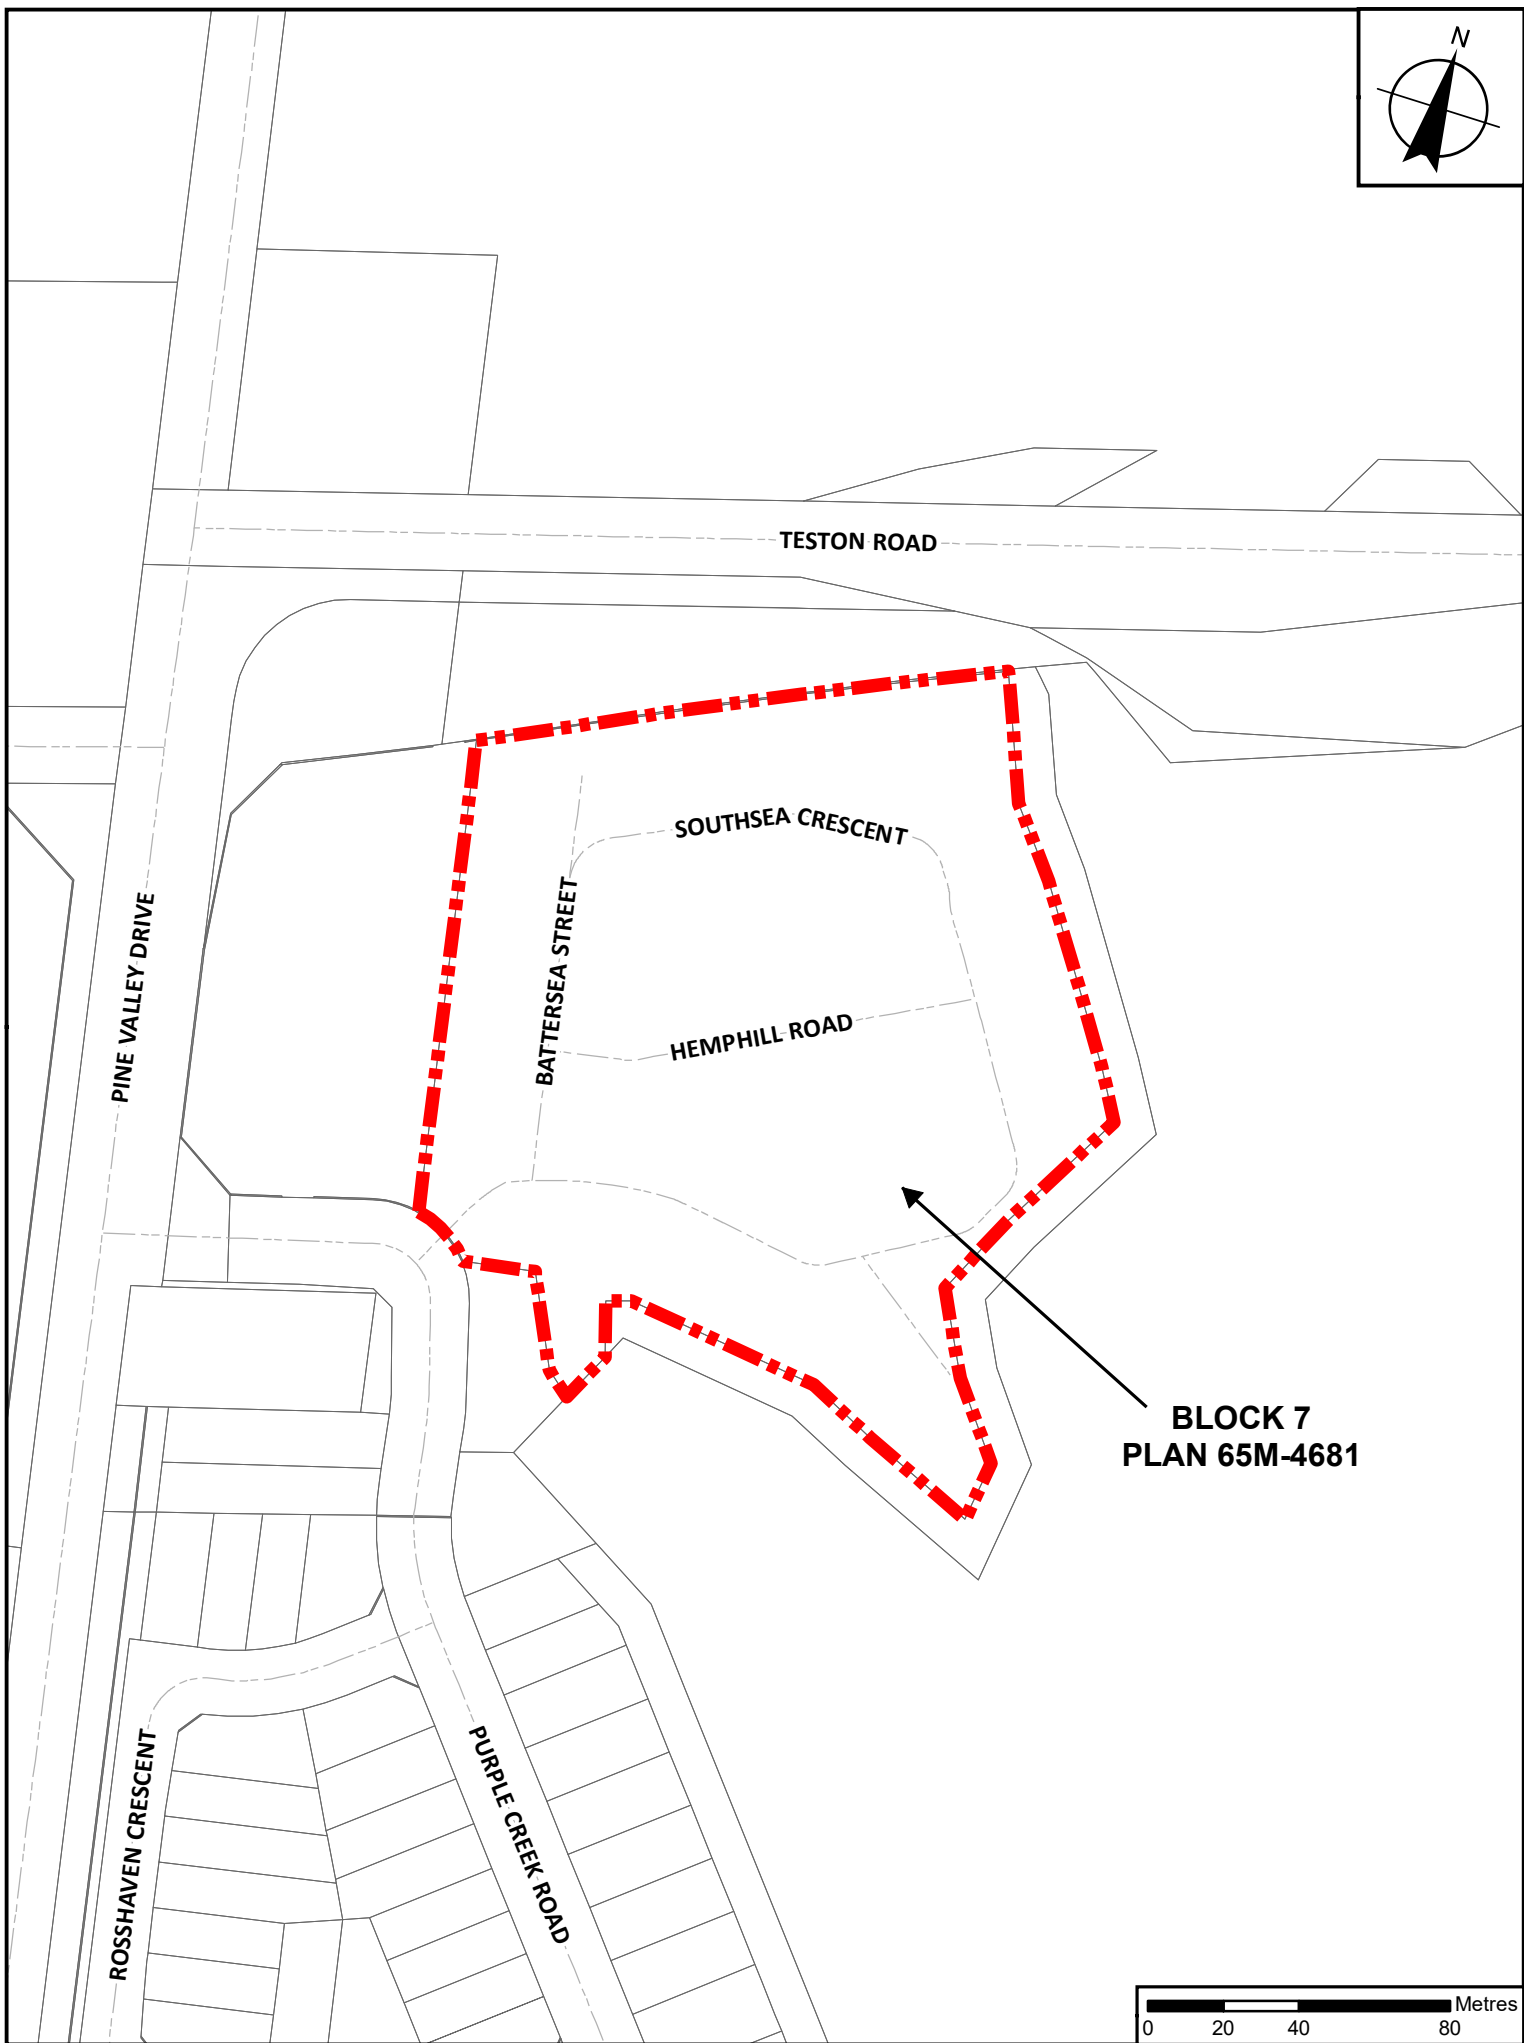 N
TESTON ROAD
SOUTHSEA CRESCENT
BATTERSEA STREET
PINE VALLEY DRIVE
HEMPHILL ROAD
BLOCK 7
PLAN 65M-4681
PURPLE CREEK ROAD
ROSSHAVEN CRESCENT
Metres
0 20 40 80